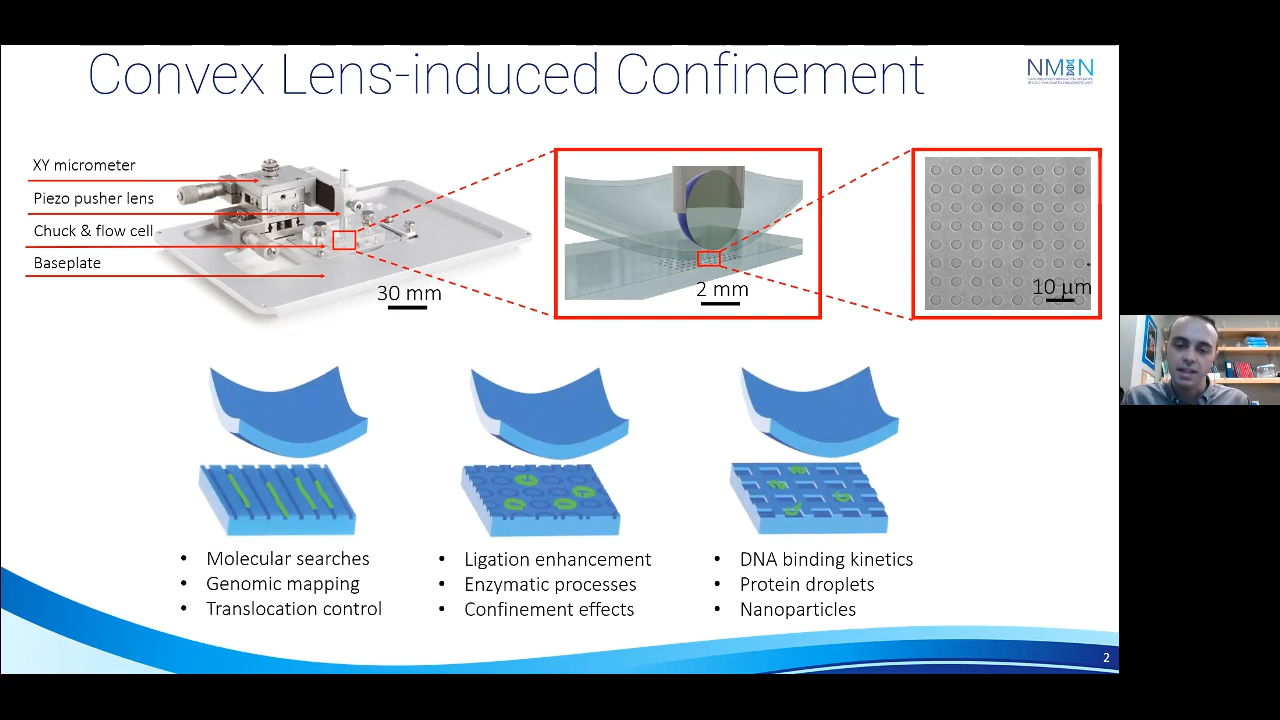 Convex Lens-induced Confinement
NMIN
XY micrometer
Piezo pusher lens
Chuck & flow cell
Baseplate
30 mm
2 mm
10 µm
• Molecular searches
• Genomic mapping
• Translocation control
• Ligation enhancement
• Enzymatic processes
• Confinement effects
• DNA binding kinetics
• Protein droplets
• Nanoparticles
2